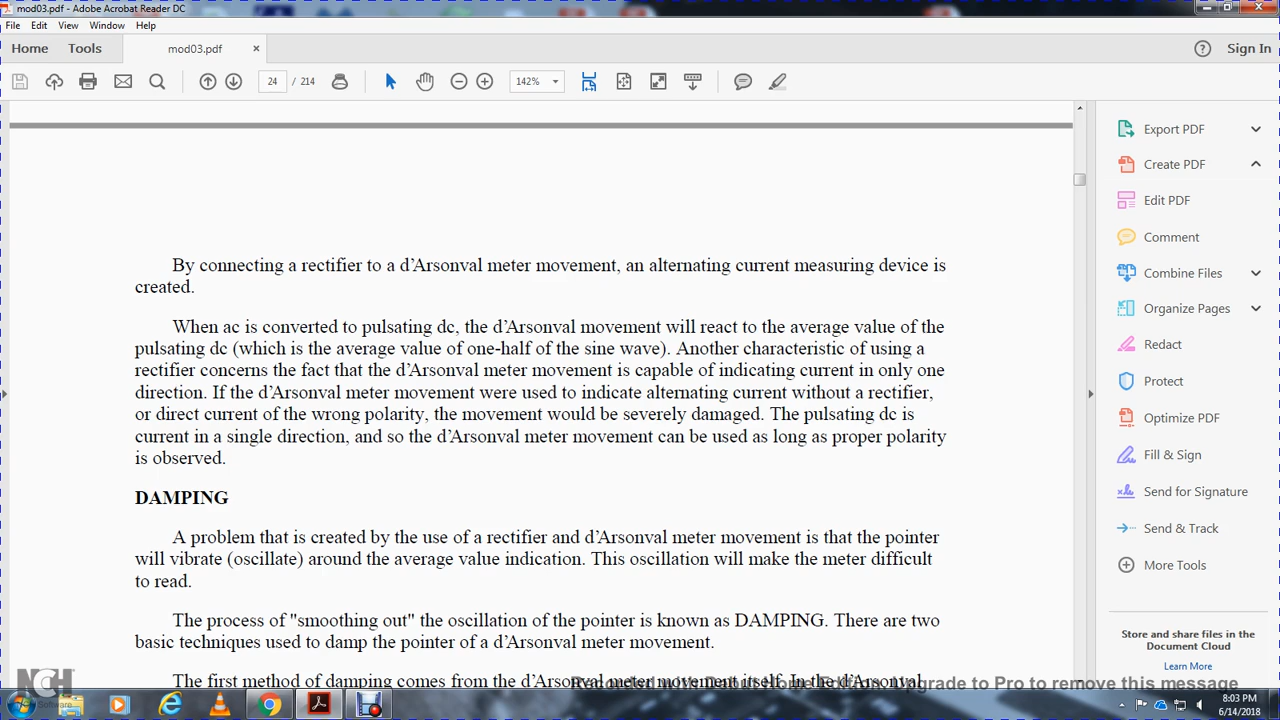 mod03.pdf - Adobe Acrobat Reader DC
File Edit View Window Help
Home Tools mod03.pdf × Sign In
24 / 214 142%
By connecting a rectifier to a d’Arsonval meter movement, an alternating current measuring device is
created.
When ac is converted to pulsating dc, the d’Arsonval movement will react to the average value of the
pulsating dc (which is the average value of one-half of the sine wave). Another characteristic of using a
rectifier concerns the fact that the d’Arsonval meter movement is capable of indicating current in only one
direction. If the d’Arsonval meter movement were used to indicate alternating current without a rectifier,
or direct current of the wrong polarity, the movement would be severely damaged. The pulsating dc is
current in a single direction, and so the d’Arsonval meter movement can be used as long as proper polarity
is observed.
DAMPING
A problem that is created by the use of a rectifier and d’Arsonval meter movement is that the pointer
will vibrate (oscillate) around the average value indication. This oscillation will make the meter difficult
to read.
The process of "smoothing out" the oscillation of the pointer is known as DAMPING. There are two
basic techniques used to damp the pointer of a d’Arsonval meter movement.
The first method of damping comes from the d’Arsonval meter movement itself. In the d’Arsonval
Export PDF
Create PDF
Edit PDF
Comment
Combine Files
Organize Pages
Redact
Protect
Optimize PDF
Fill & Sign
Send for Signature
Send & Track
More Tools
Store and share files in the
Document Cloud
Learn More
NCH
Software
Upgrade to Pro to remove this message
8:03 PM
6/14/2018